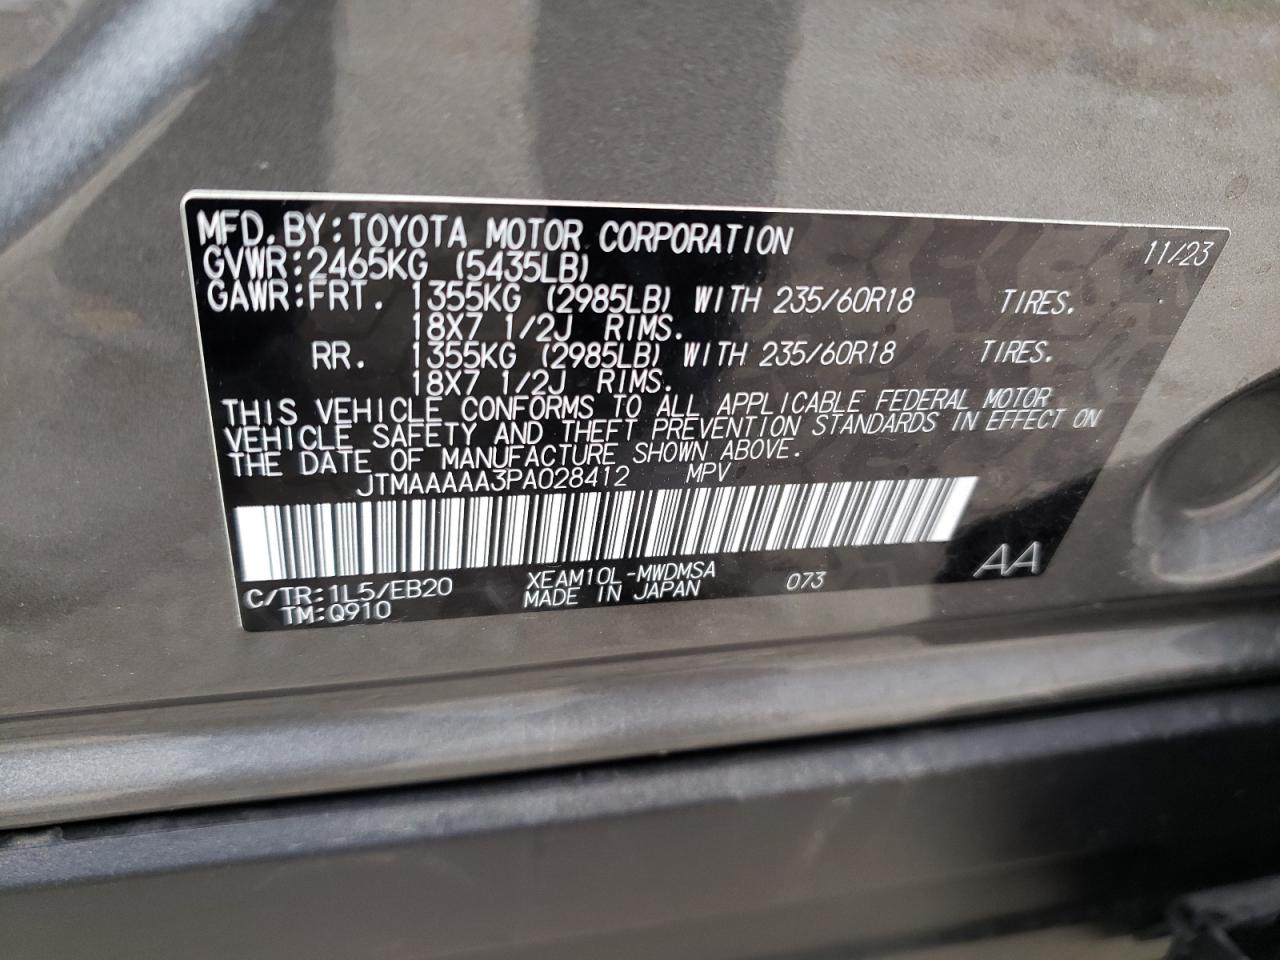 MFD. BY: TOYOTA MOTOR CORPORATION 11/23
GVWR: 2465KG (5435LB)
GAWR: FRT. 1355KG (2985LB) WITH 235/60R18 TIRES.
18X7 1/2J RIMS.
RR. 1355KG (2985LB) WITH 235/60R18 TIRES.
18X7 1/2J RIMS.
THIS VEHICLE CONFORMS TO ALL APPLICABLE FEDERAL MOTOR
VEHICLE SAFETY AND THEFT PREVENTION STANDARDS IN EFFECT ON
THE DATE OF MANUFACTURE SHOWN ABOVE.
JTMAAAAA3PA028412 MPV
C/TR: 1L5/EB20 XEAM10L-MWDMSA 073 AA
TM: Q910 MADE IN JAPAN